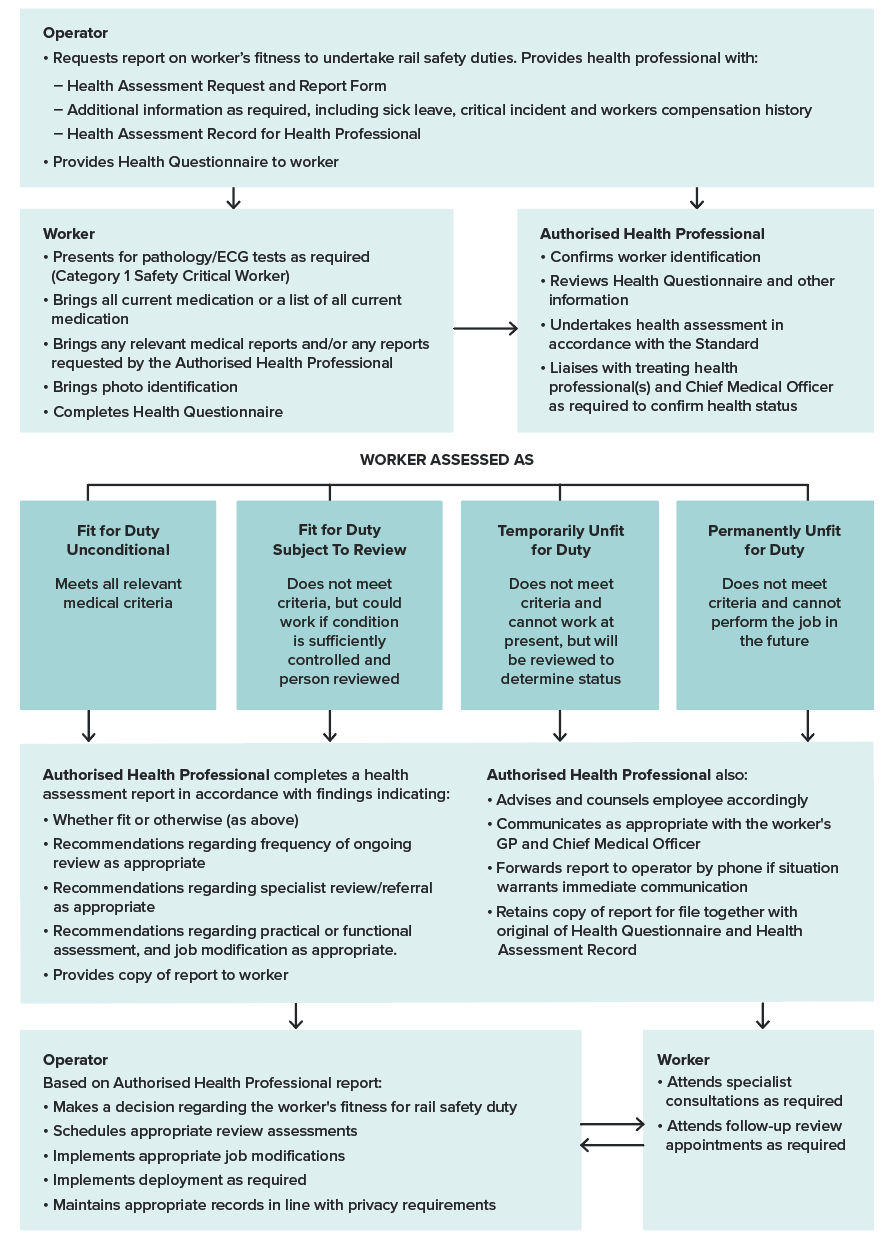 Operator
• Requests report on worker's fitness to undertake rail safety duties. Provides health professional with:
– Health Assessment Request and Report Form
– Additional information as required, including sick leave, critical incident and workers compensation history
– Health Assessment Record for Health Professional
• Provides Health Questionnaire to worker
Worker
• Presents for pathology/ECG tests as required
(Category 1 Safety Critical Worker)
• Brings all current medication or a list of all current
medication
• Brings any relevant medical reports and/or any reports
requested by the Authorised Health Professional
• Brings photo identification
• Completes Health Questionnaire
Authorised Health Professional
• Confirms worker identification
• Reviews Health Questionnaire and other
information
• Undertakes health assessment in
accordance with the Standard
• Liaises with treating health
professional(s) and Chief Medical Officer
as required to confirm health status
WORKER ASSESSED AS
Fit for Duty
Unconditional
Meets all relevant
medical criteria
Fit for Duty
Subject To Review
Does not meet
criteria, but could
work if condition
is sufficiently
controlled and
person reviewed
Temporarily Unfit
for Duty
Does not meet
criteria and
cannot work at
present, but will
be reviewed to
determine status
Permanently Unfit
for Duty
Does not meet
criteria and cannot
perform the job in
the future
Authorised Health Professional completes a health
assessment report in accordance with findings indicating:
• Whether fit or otherwise (as above)
• Recommendations regarding frequency of ongoing
review as appropriate
• Recommendations regarding specialist review/referral
as appropriate
• Recommendations regarding practical or functional
assessment, and job modification as appropriate.
• Provides copy of report to worker
Authorised Health Professional also:
• Advises and counsels employee accordingly
• Communicates as appropriate with the worker's
GP and Chief Medical Officer
• Forwards report to operator by phone if situation
warrants immediate communication
• Retains copy of report for file together with
original of Health Questionnaire and Health
Assessment Record
Operator
Based on Authorised Health Professional report:
• Makes a decision regarding the worker's fitness for rail safety duty
• Schedules appropriate review assessments
• Implements appropriate job modifications
• Implements deployment as required
• Maintains appropriate records in line with privacy requirements
Worker
• Attends specialist
consultations as required
• Attends follow-up review
appointments as required